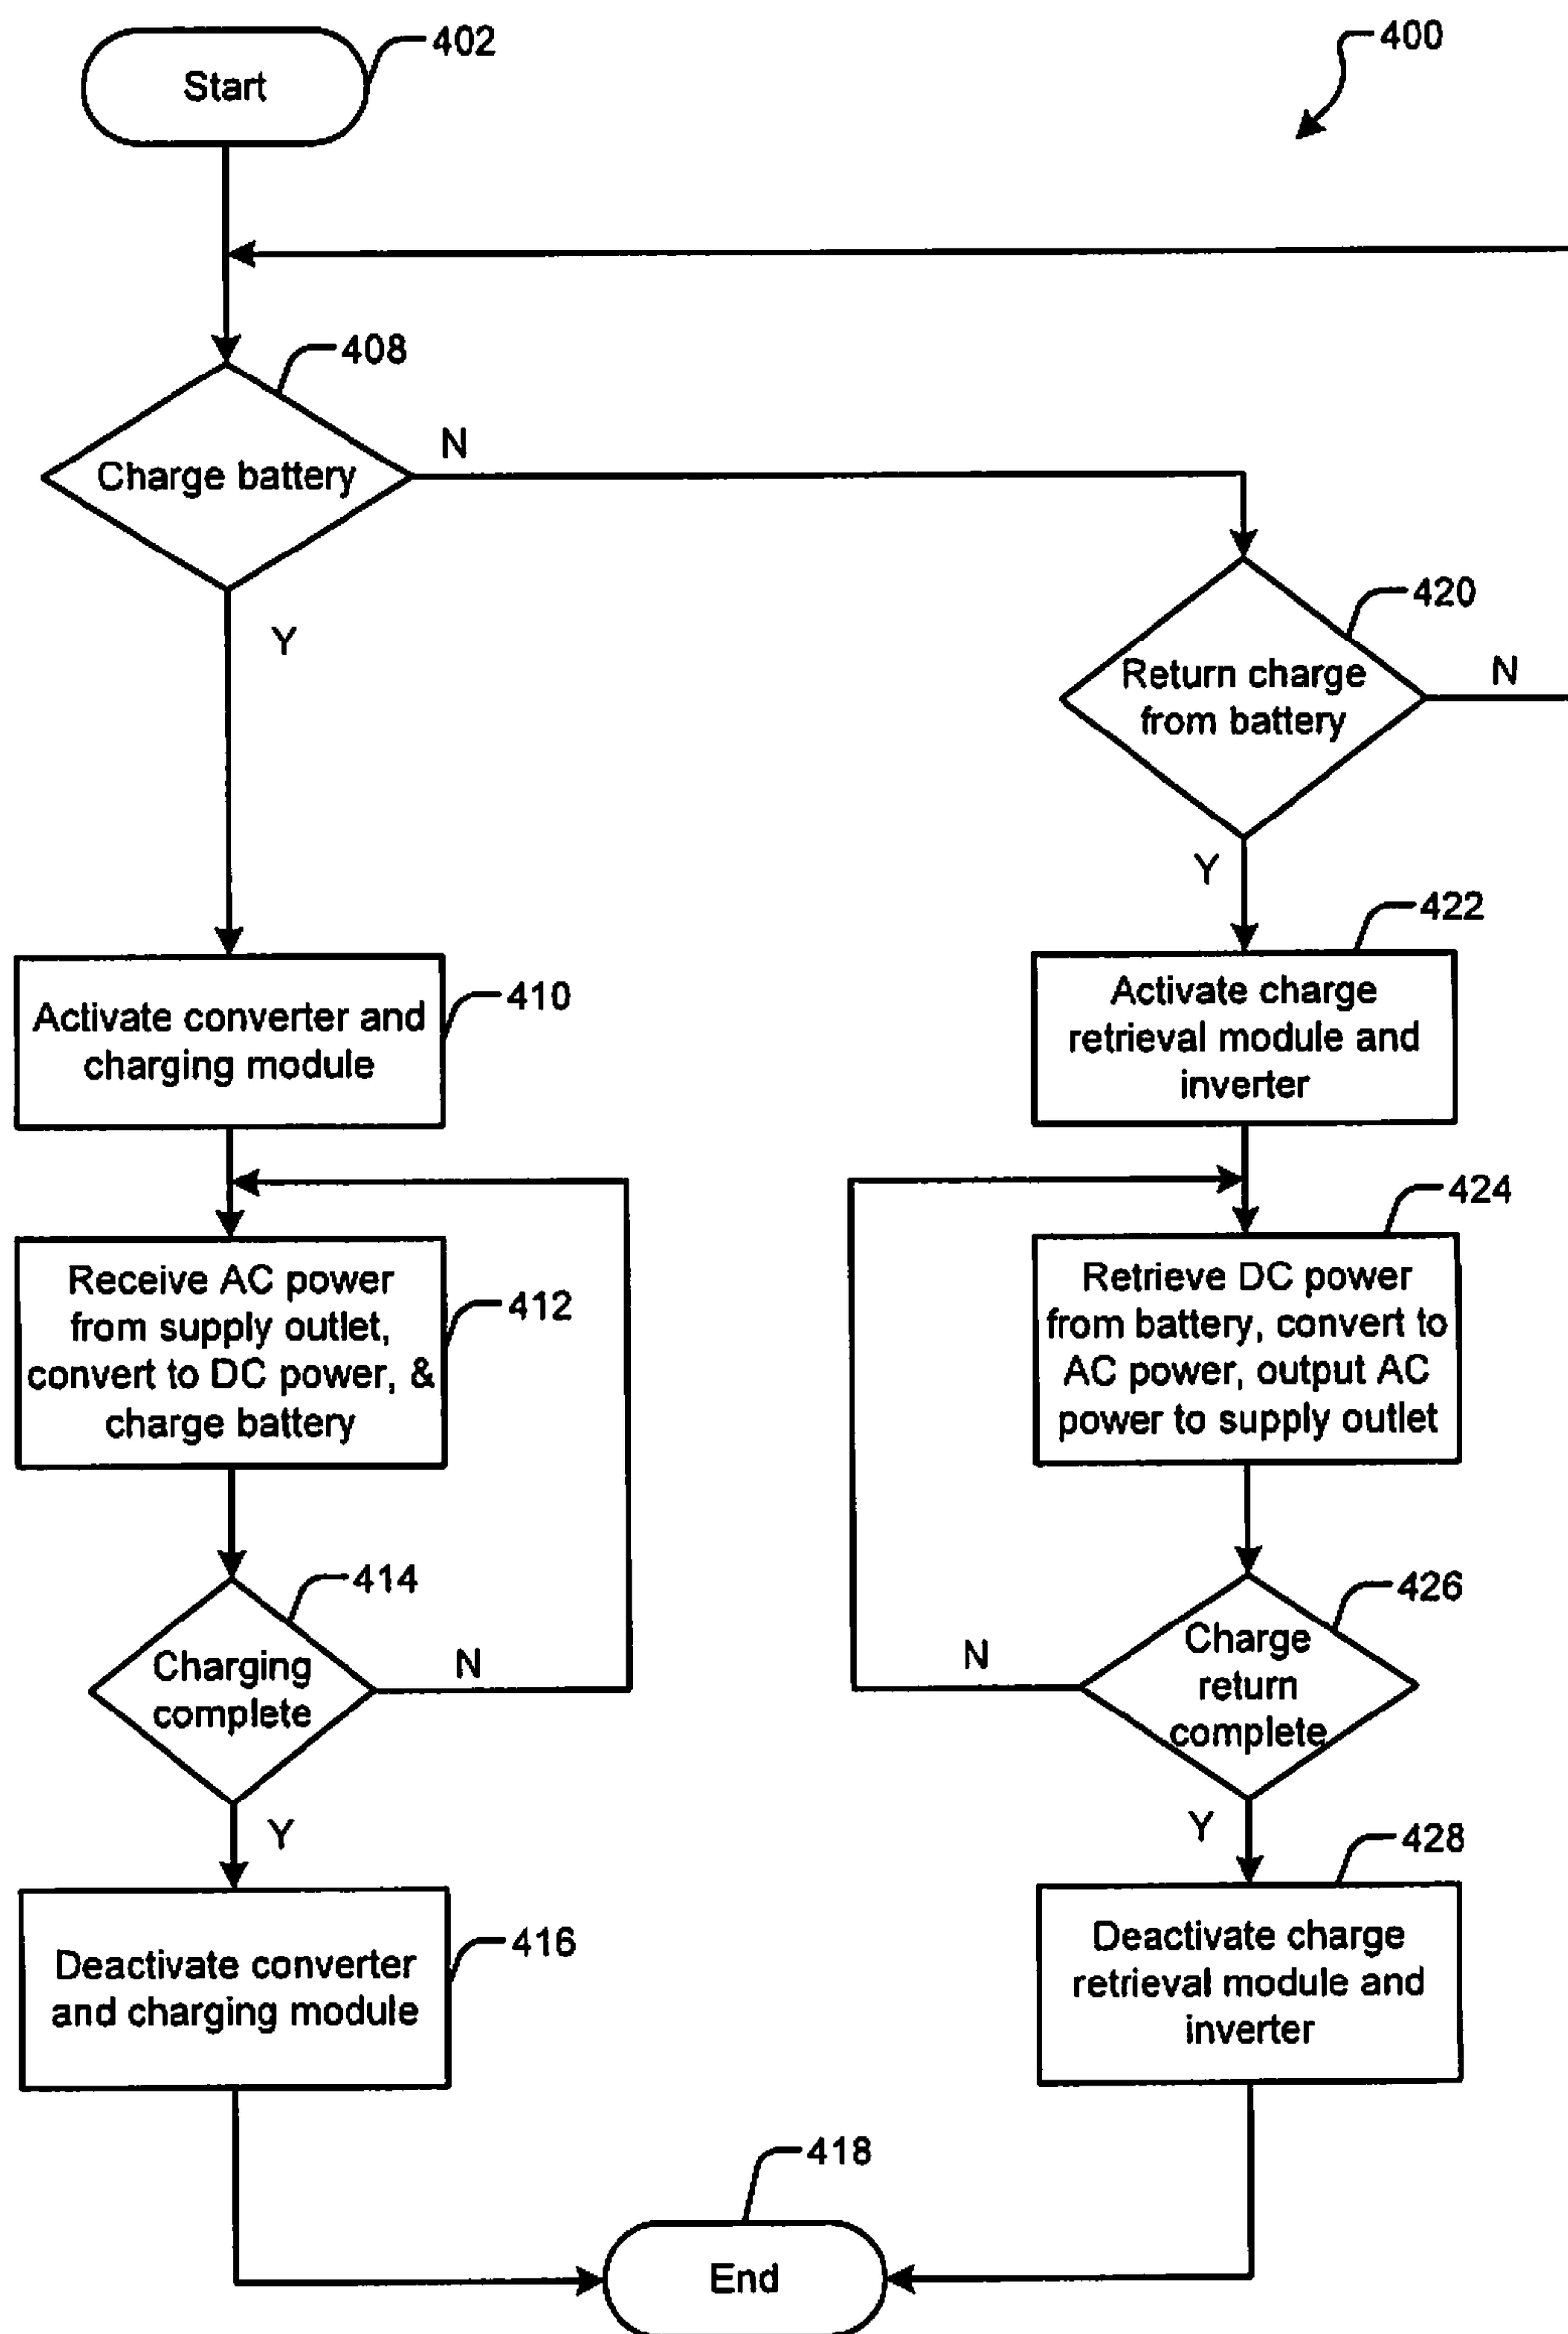 402
Start
400
408
Charge battery
N
Y
420
Return charge
from battery
N
Y
410
Activate converter and
charging module
422
Activate charge
retrieval module and
inverter
412
Receive AC power
from supply outlet,
convert to DC power, &
charge battery
424
Retrieve DC power
from battery, convert to
AC power, output AC
power to supply outlet
414
Charging
complete
N
Y
426
Charge
return
complete
N
Y
416
Deactivate converter
and charging module
428
Deactivate charge
retrieval module and
inverter
418
End